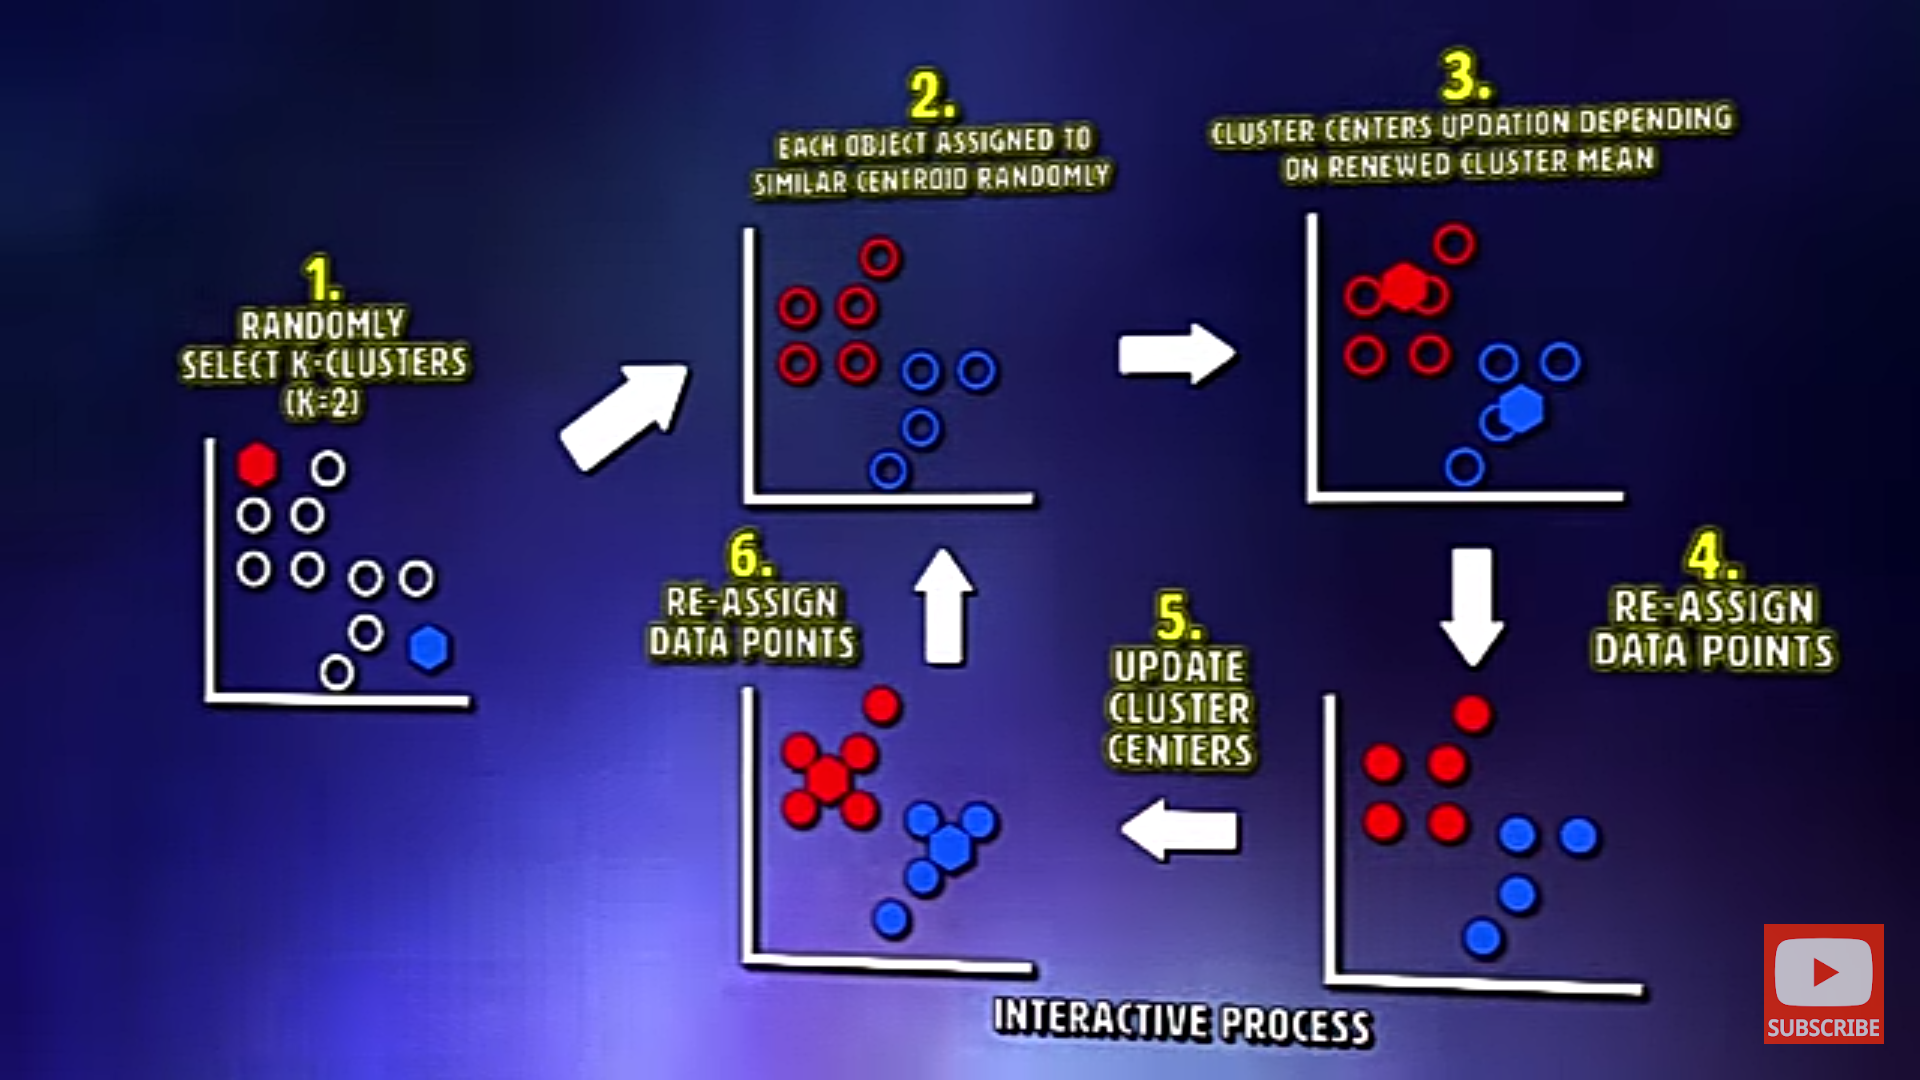 1.
RANDOMLY
SELECT K-CLUSTERS
(K=2)
2.
EACH OBJECT ASSIGNED TO
SIMILAR CENTROID RANDOMLY
3.
CLUSTER CENTERS UPDATION DEPENDING
ON RENEWED CLUSTER MEAN
4.
RE-ASSIGN
DATA POINTS
5.
UPDATE
CLUSTER
CENTERS
6.
RE-ASSIGN
DATA POINTS
INTERACTIVE PROCESS
SUBSCRIBE